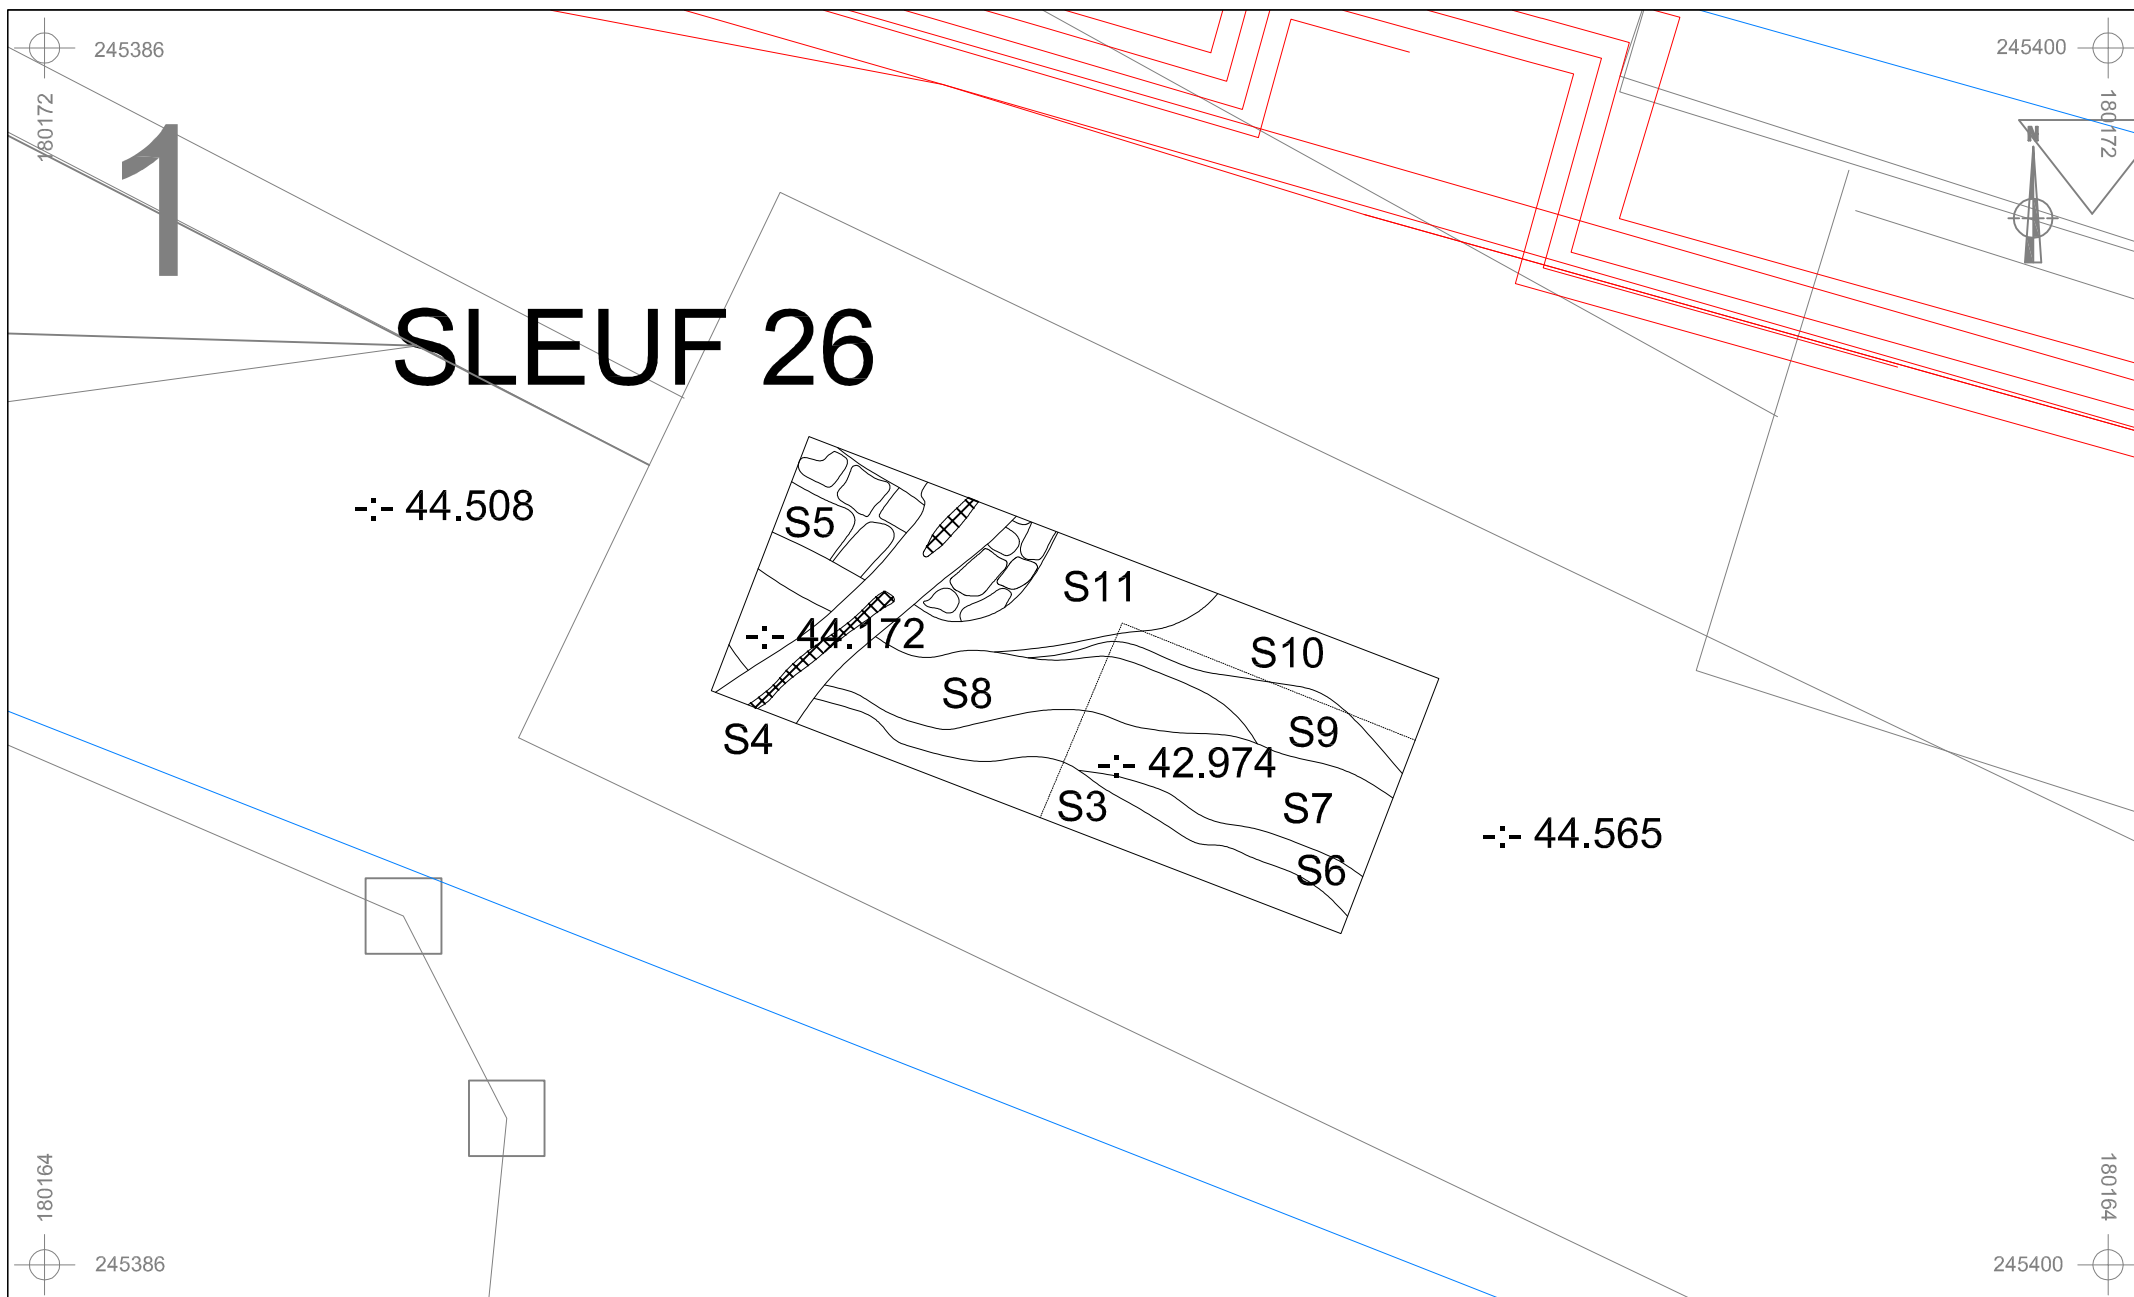 245386
245400
180172
180172
1
N
SLEUF 26
-:- 44.508
S5
S11
-:- 44.172
S10
S8
S9
S4
-:- 42.974
S3
S7
-:- 44.565
S6
180164
180164
245386
245400